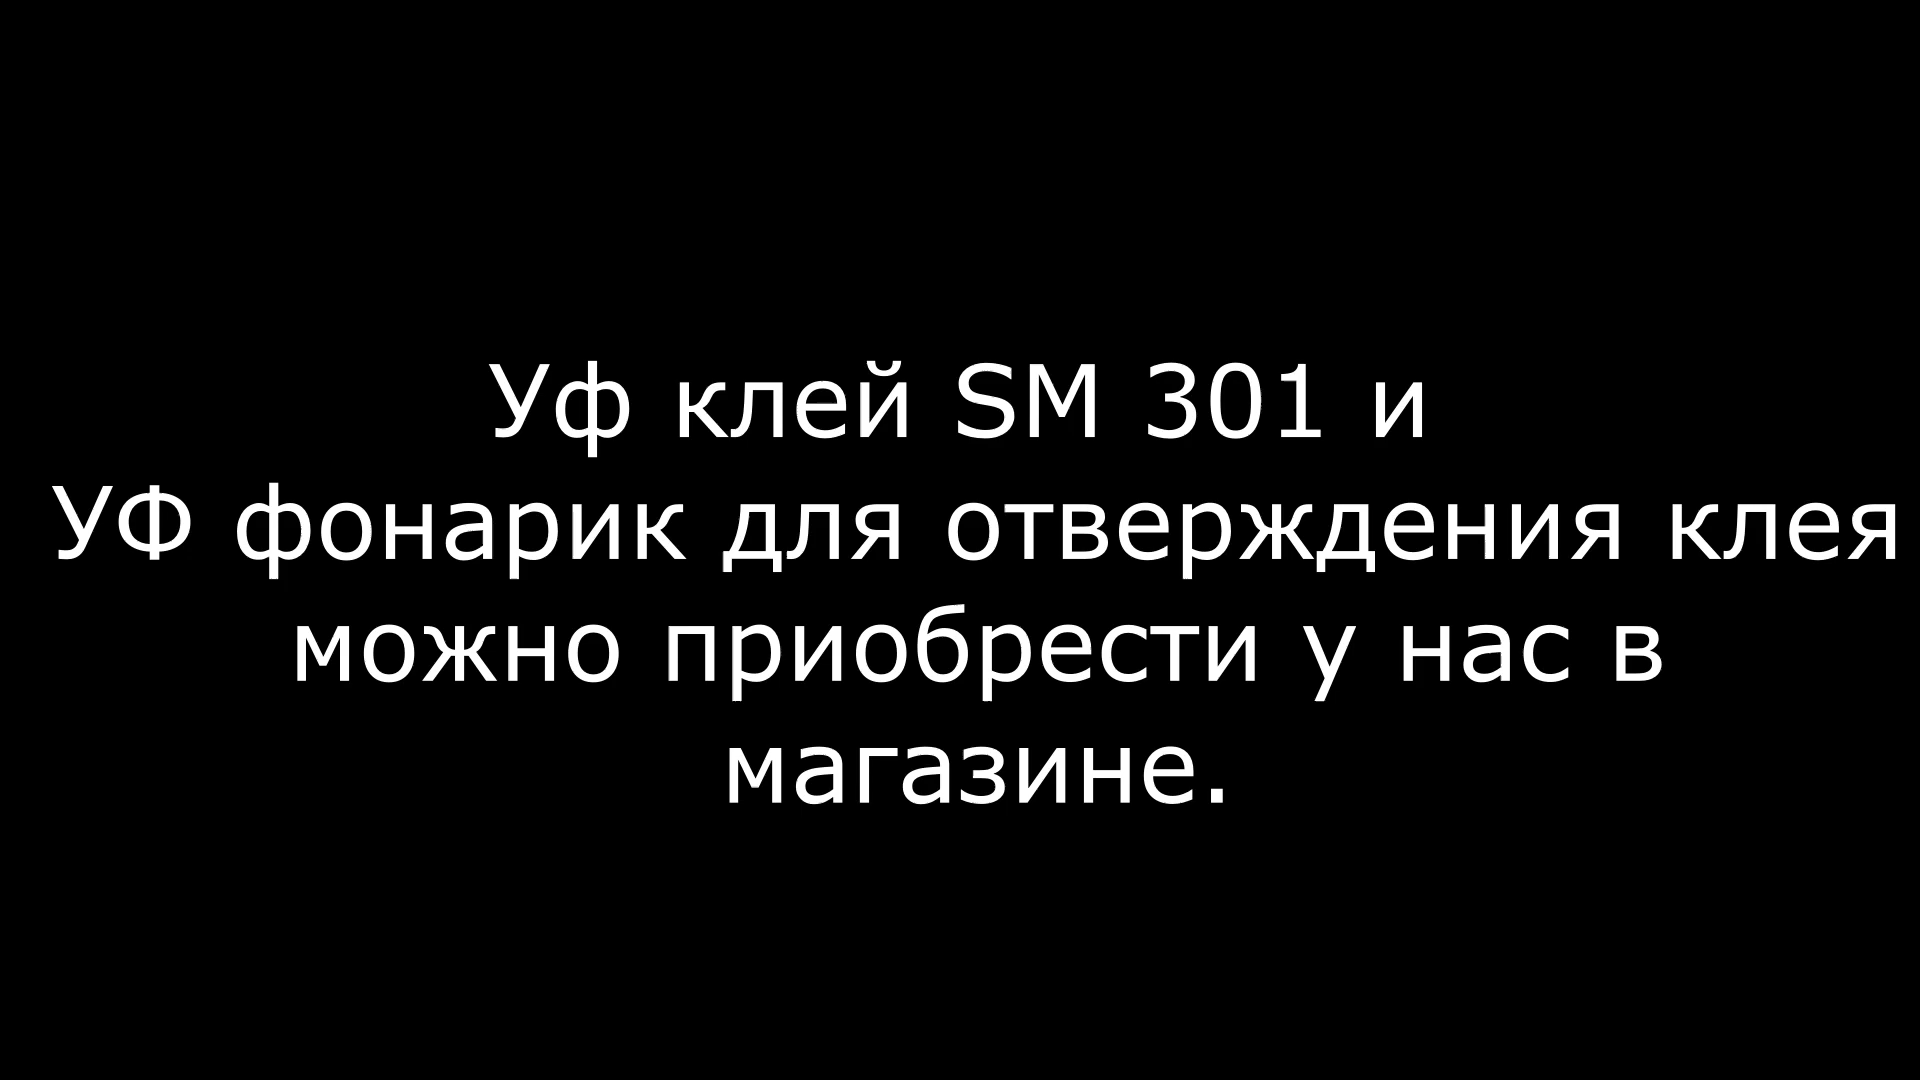 Уф клей SM 301 и
УФ фонарик для отверждения клея
можно приобрести у нас в
магазине.